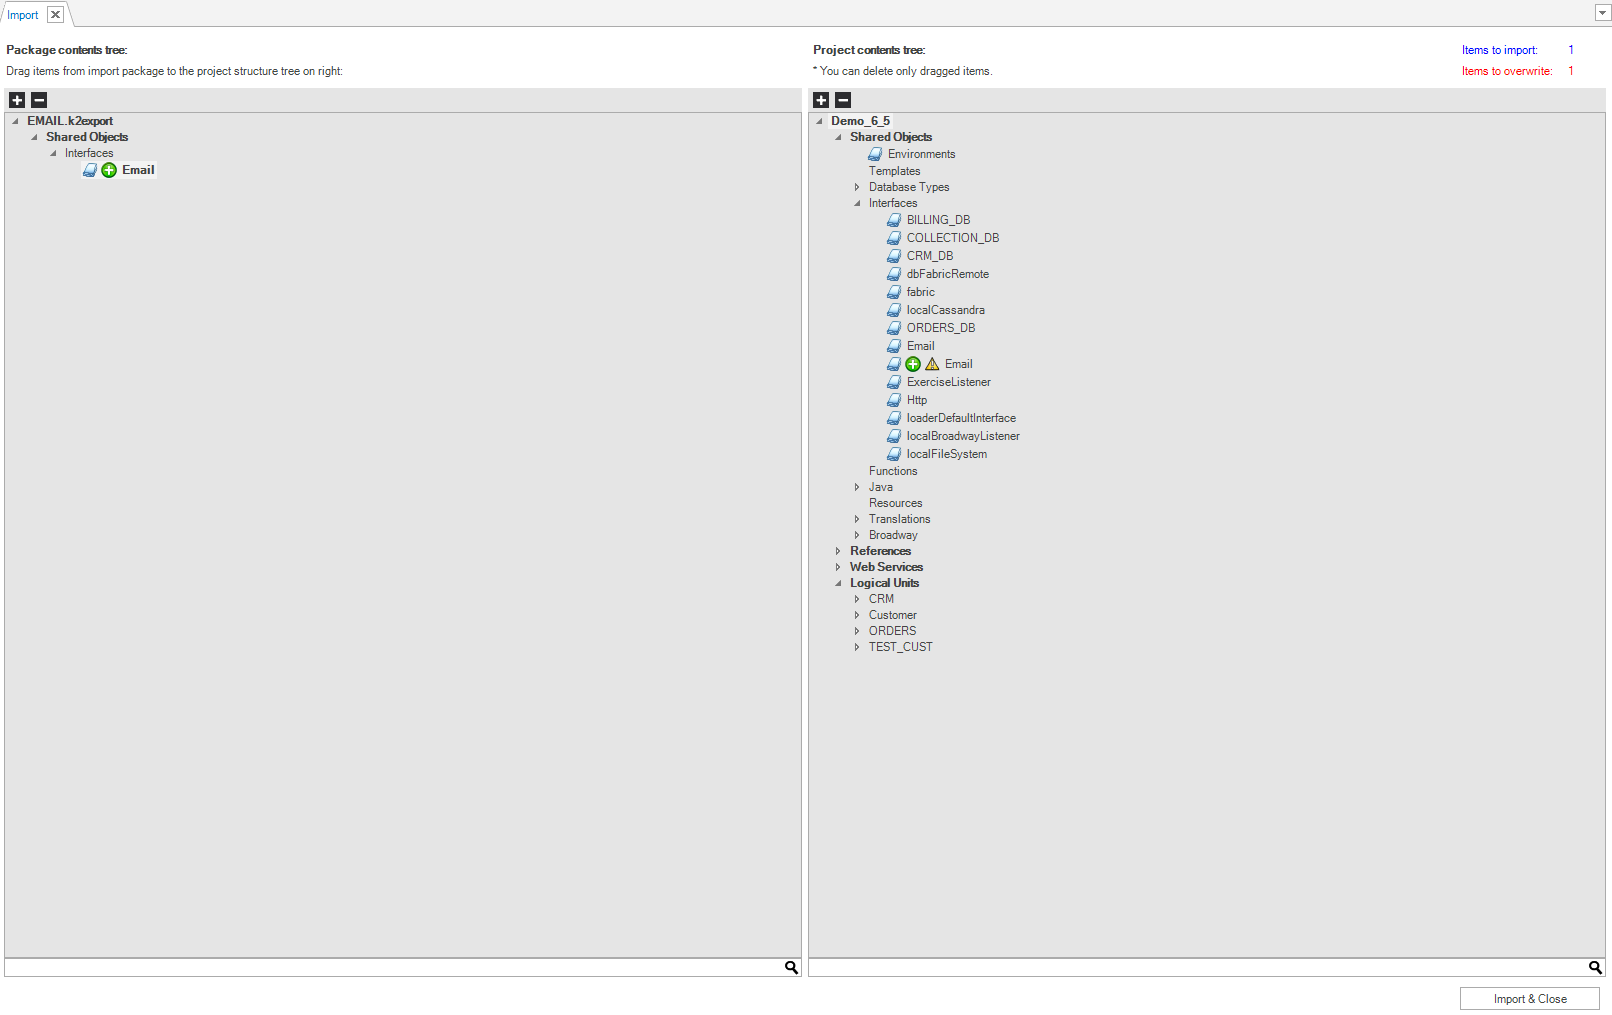 Import
Package contents tree:
Drag items from import package to the project structure tree on right:
EMAIL.k2export
Shared Objects
Interfaces
Email
Project contents tree:
* You can delete only dragged items.
Items to import: 1
Items to overwrite: 1
Demo_6_5
Shared Objects
Environments
Templates
Database Types
Interfaces
BILLING_DB
COLLECTION_DB
CRM_DB
dbFabricRemote
fabric
localCassandra
ORDERS_DB
Email
Email
ExerciseListener
Http
loaderDefaultInterface
localBroadwayListener
localFileSystem
Functions
Java
Resources
Translations
Broadway
References
Web Services
Logical Units
CRM
Customer
ORDERS
TEST_CUST
Import & Close